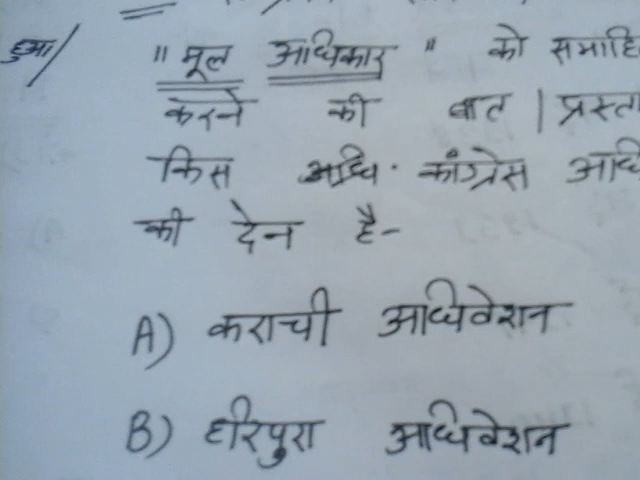 हुआ/ "मूल अधिकार" को समाहि
करने की बात / प्रस्ता
किस अधि. कांग्रेस अधि
की देन है-
A) कराची अधिवेशन
B) हरिपुरा अधिवेशन